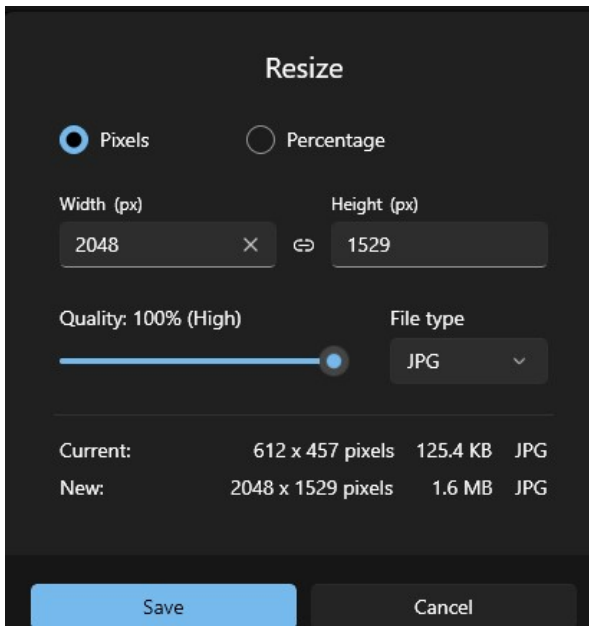 Resize
Pixels Percentage
Width (px) Height (px)
2048 1529
Quality: 100% (High) File type
JPG
Current: 612 x 457 pixels 125.4 KB JPG
New: 2048 x 1529 pixels 1.6 MB JPG
Save Cancel